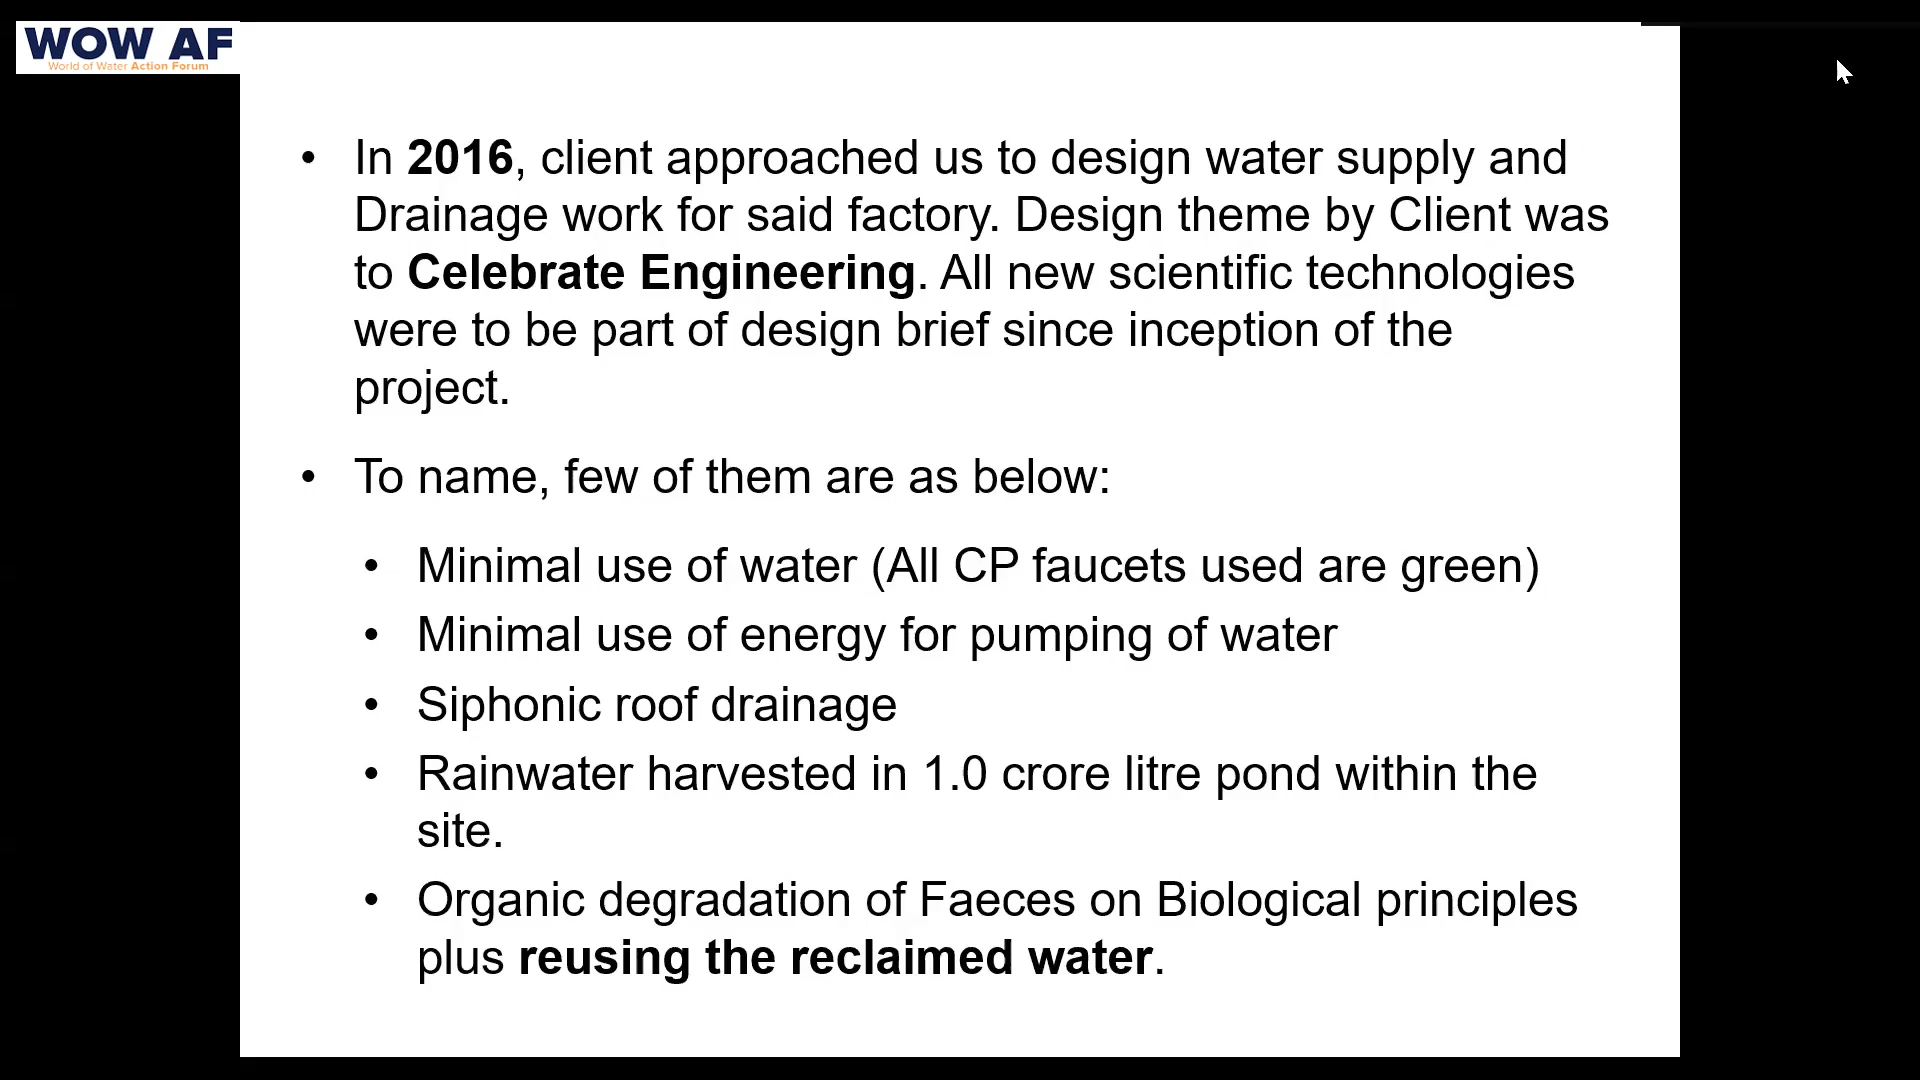 WOW AF
World of Water Action Forum
• In 2016, client approached us to design water supply and
Drainage work for said factory. Design theme by Client was
to Celebrate Engineering. All new scientific technologies
were to be part of design brief since inception of the
project.
• To name, few of them are as below:
• Minimal use of water (All CP faucets used are green)
• Minimal use of energy for pumping of water
• Siphonic roof drainage
• Rainwater harvested in 1.0 crore litre pond within the
site.
• Organic degradation of Faeces on Biological principles
plus reusing the reclaimed water.